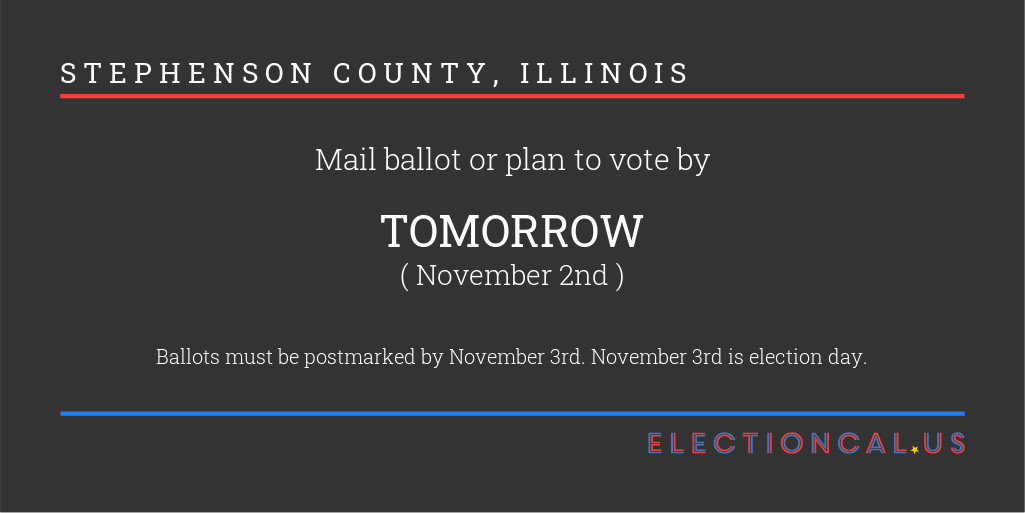 STEPHENSON COUNTY, ILLINOIS
Mail ballot or plan to vote by
TOMORROW
( November 2nd )
Ballots must be postmarked by November 3rd. November 3rd is election day.
ELECTIONCAL.US